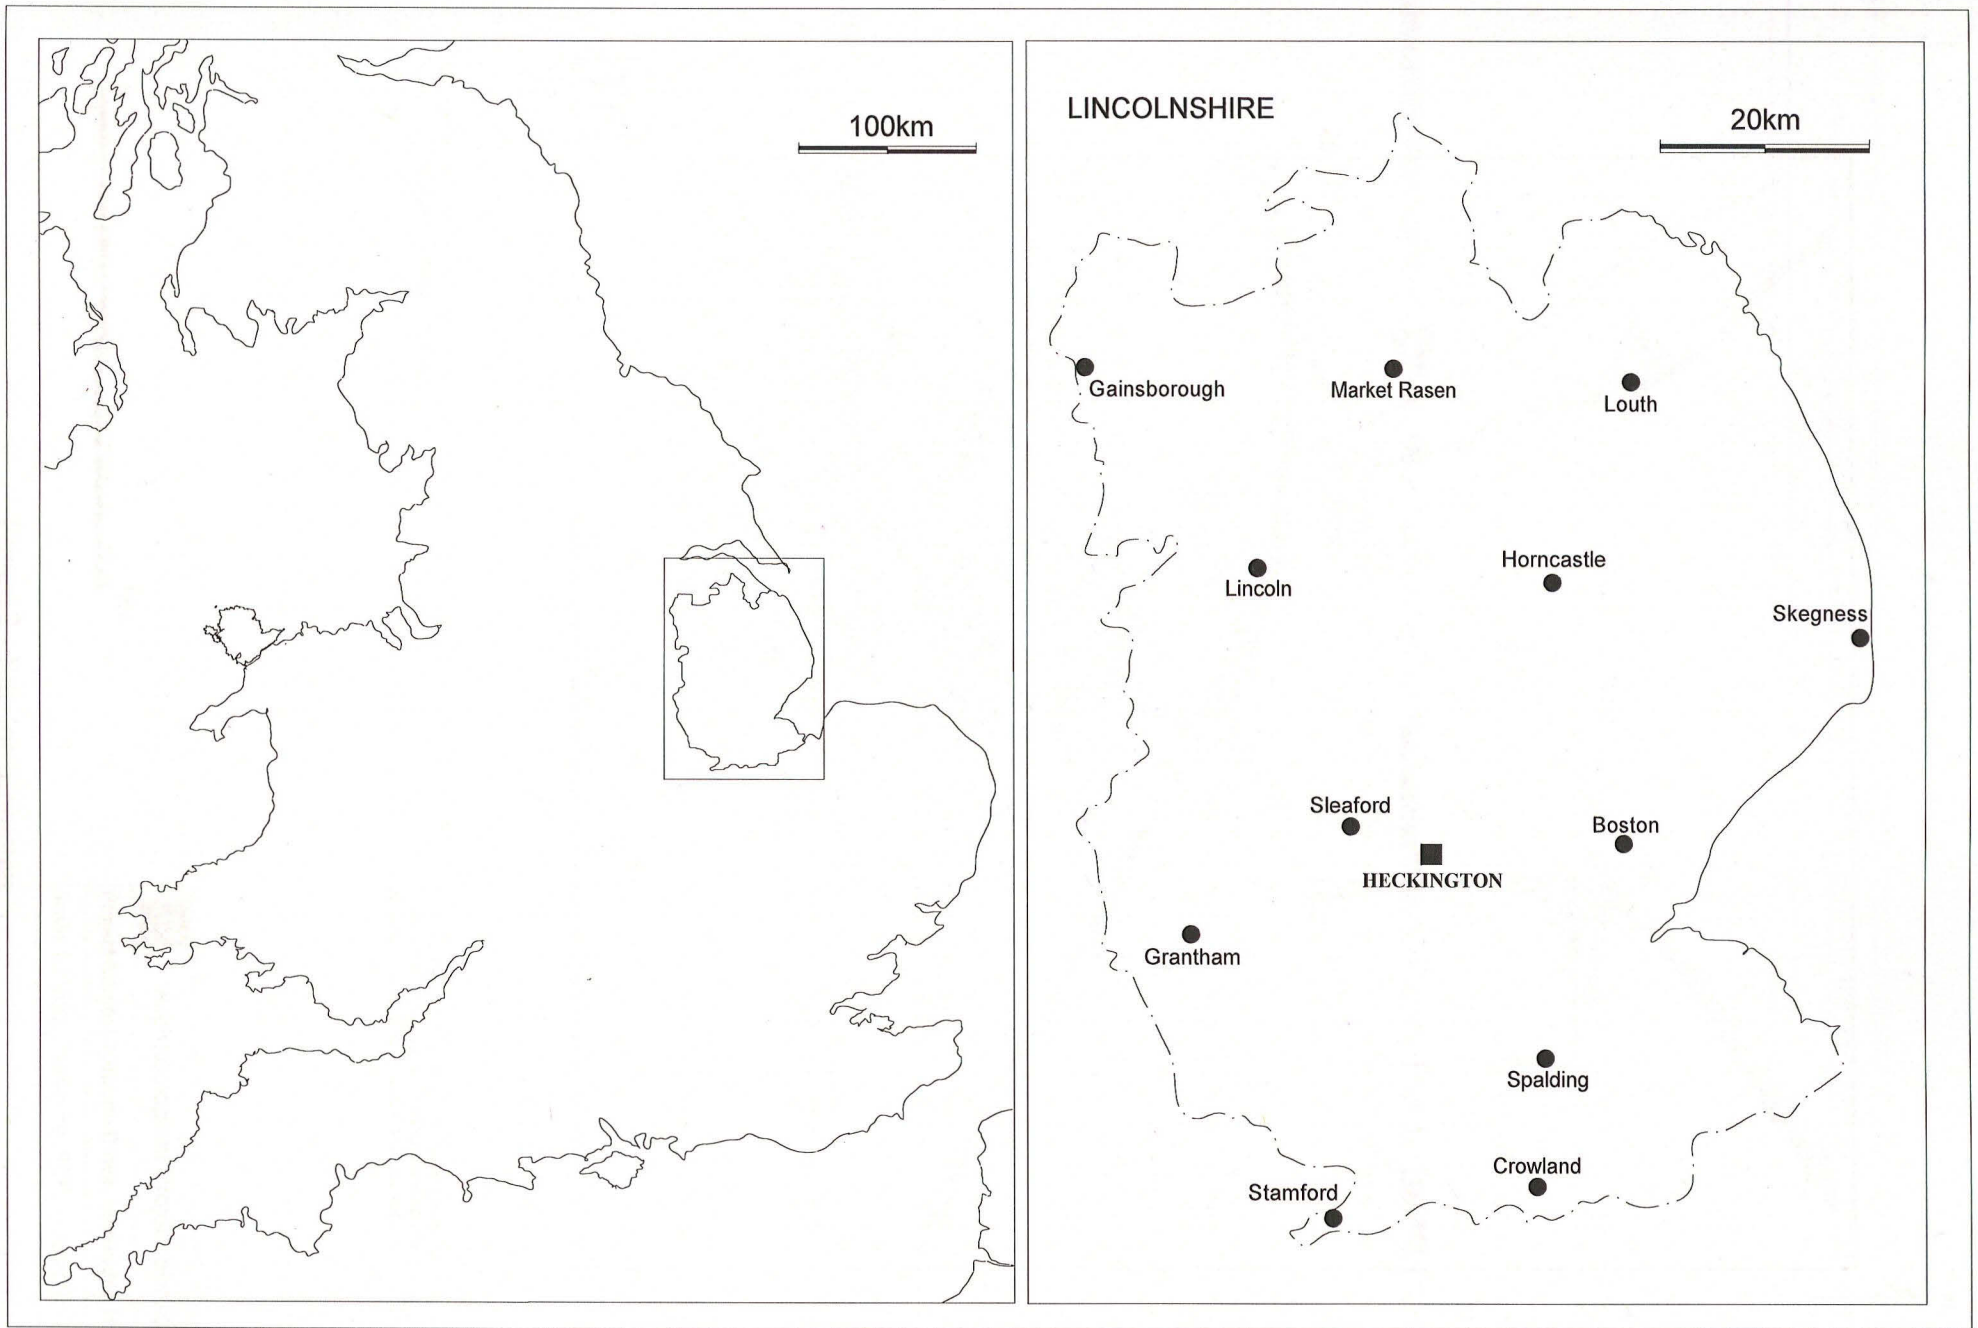 100km
LINCOLNSHIRE
20km
Gainsborough
Market Rasen
Louth
Lincoln
Horncastle
Skegness
Sleaford
Boston
HECKINGTON
Grantham
Spalding
Crowland
Stamford